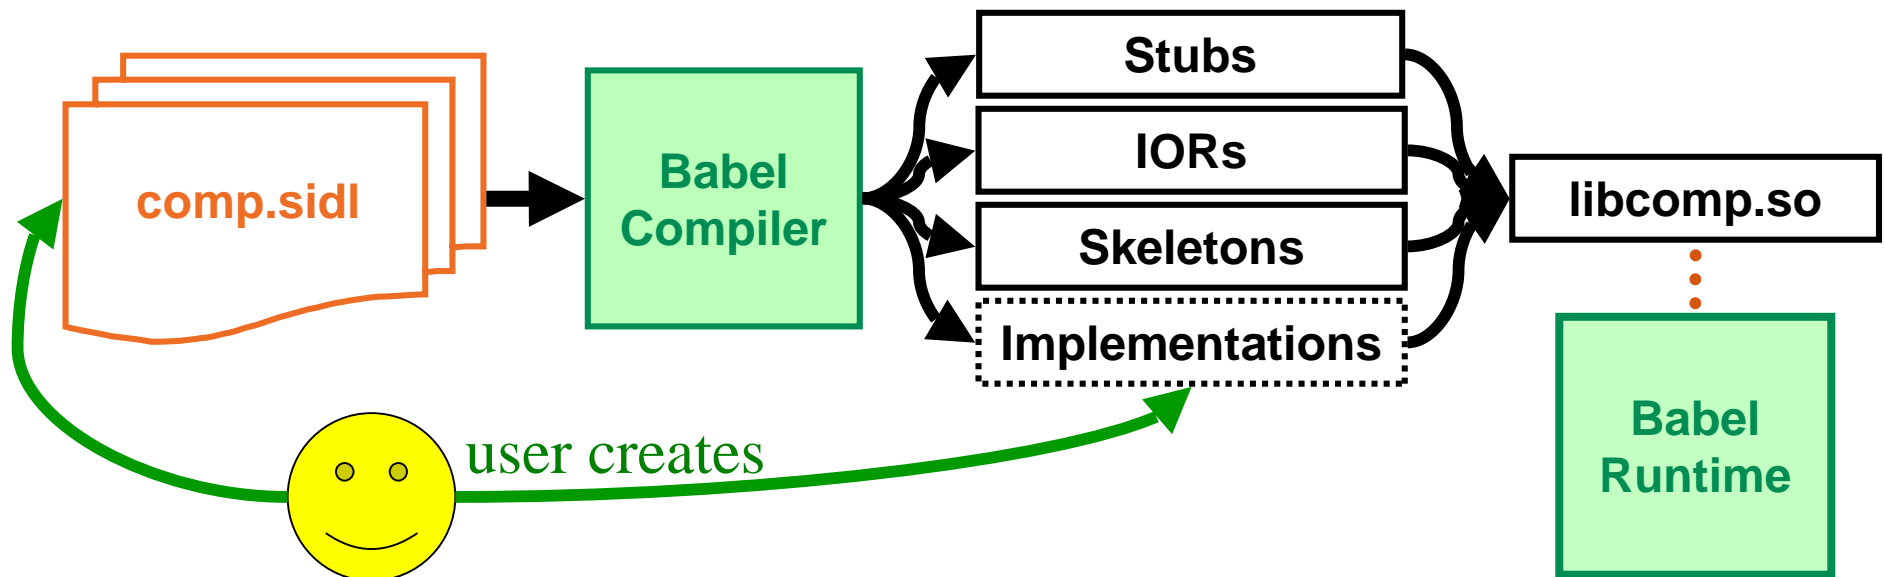 comp.sidl
Babel
Compiler
Stubs
IORs
Skeletons
Implementations
libcomp.so
Babel
Runtime
user creates